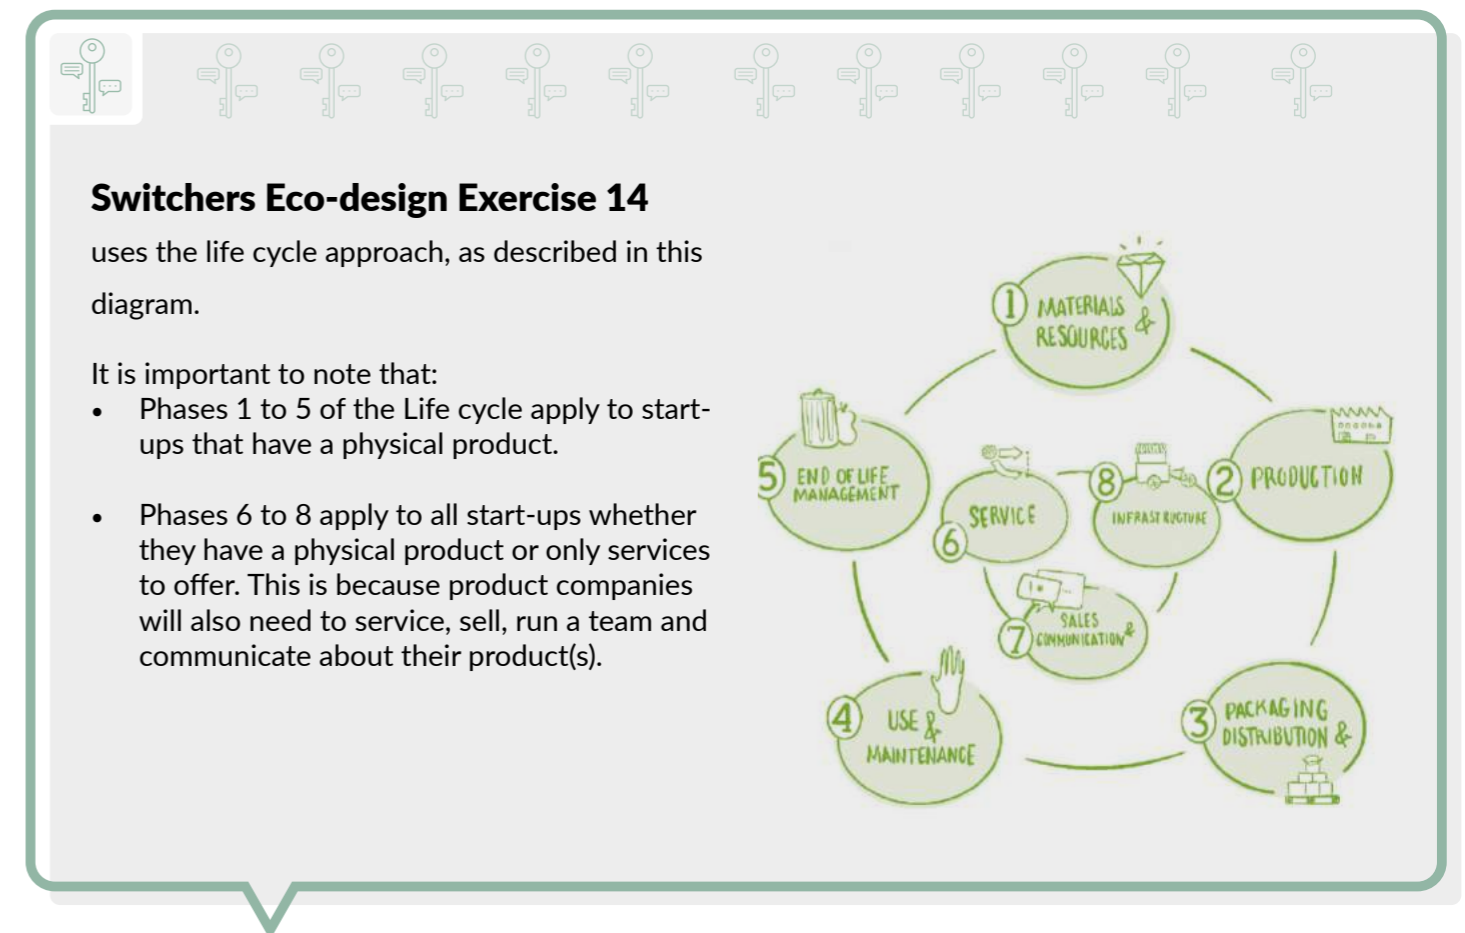 Switchers Eco-design Exercise 14
uses the life cycle approach, as described in this
diagram.
It is important to note that:
• Phases 1 to 5 of the Life cycle apply to start-
ups that have a physical product.
• Phases 6 to 8 apply to all start-ups whether
they have a physical product or only services
to offer. This is because product companies
will also need to service, sell, run a team and
communicate about their product(s).
1 MATERIALS &
RESOURCES
2 PRODUCTION
3 PACKAGING
DISTRIBUTION &
4 USE &
MAINTENANCE
5 END OF LIFE
MANAGEMENT
6 SERVICE
7 SALES
COMMUNICATION &
8 INFRASTRUCTURE